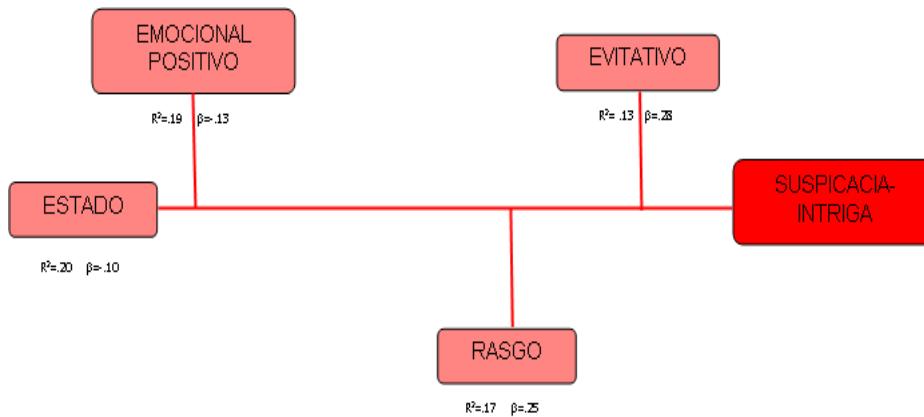 EMOCIONAL
POSITIVO
EVITATIVO
R²=.19 β=-.13
R²= .13 β=.28
SUSPICACIA-
INTRIGA
ESTADO
R²=.20 β=-.10
RASGO
R²=.17 β=.25